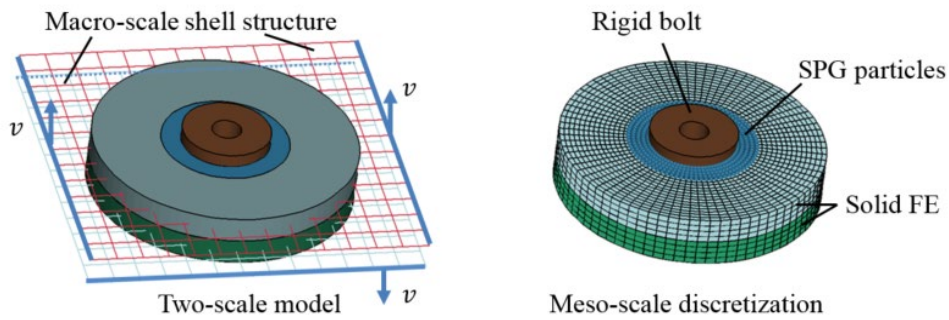 Macro-scale shell structure
v
v
v
Two-scale model
Rigid bolt
SPG particles
Solid FE
Meso-scale discretization